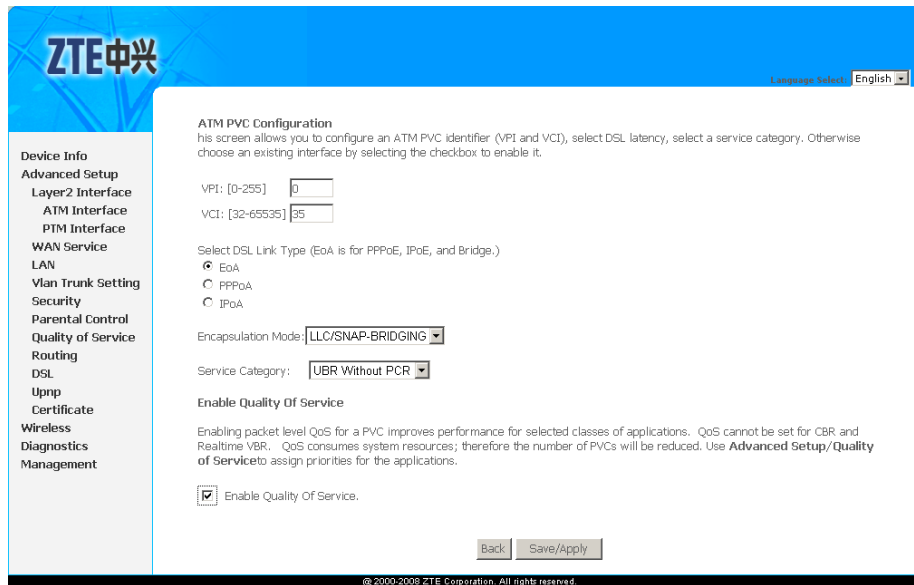 ZTE中兴
Language Select: English
ATM PVC Configuration
his screen allows you to configure an ATM PVC identifier (VPI and VCI), select DSL latency, select a service category. Otherwise
choose an existing interface by selecting the checkbox to enable it.
VPI: [0-255] 0
VCI: [32-65535] 35
Select DSL Link Type (EoA is for PPPoE, IPoE, and Bridge.)
EoA
PPPoA
IPoA
Encapsulation Mode: LLC/SNAP-BRIDGING
Service Category: UBR Without PCR
Enable Quality Of Service
Enabling packet level QoS for a PVC improves performance for selected classes of applications. QoS cannot be set for CBR and
Realtime VBR. QoS consumes system resources; therefore the number of PVCs will be reduced. Use Advanced Setup/Quality
of Serviceto assign priorities for the applications.
Enable Quality Of Service.
Back Save/Apply
Device Info
Advanced Setup
Layer2 Interface
ATM Interface
PTM Interface
WAN Service
LAN
Vlan Trunk Setting
Security
Parental Control
Quality of Service
Routing
DSL
Upnp
Certificate
Wireless
Diagnostics
Management
@ 2000-2008 ZTE Corporation. All rights reserved.